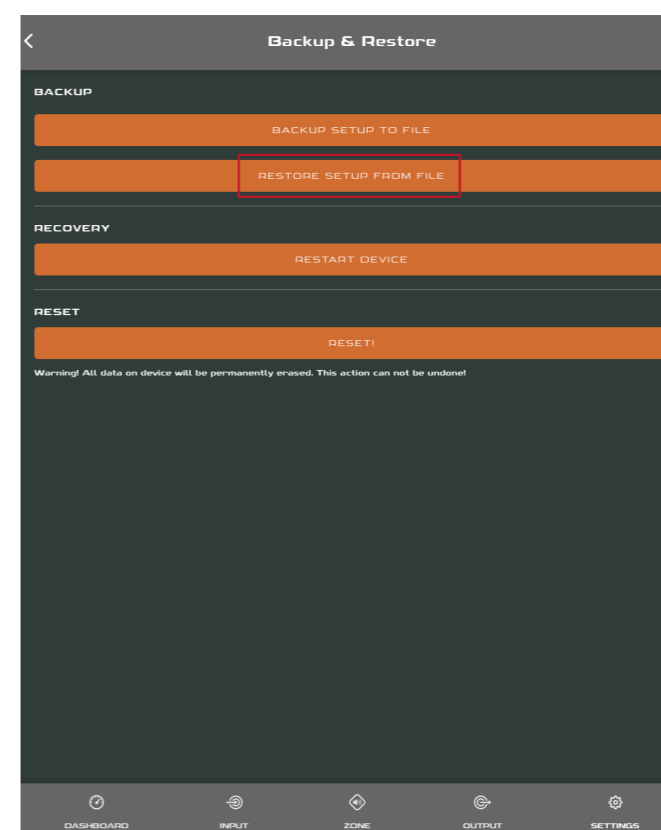 Backup & Restore
BACKUP
BACKUP SETUP TO FILE
RESTORE SETUP FROM FILE
RECOVERY
RESTART DEVICE
RESET
RESET!
Warning! All data on device will be permanently erased. This action can not be undone!
DASHBOARD INPUT ZONE OUTPUT SETTINGS